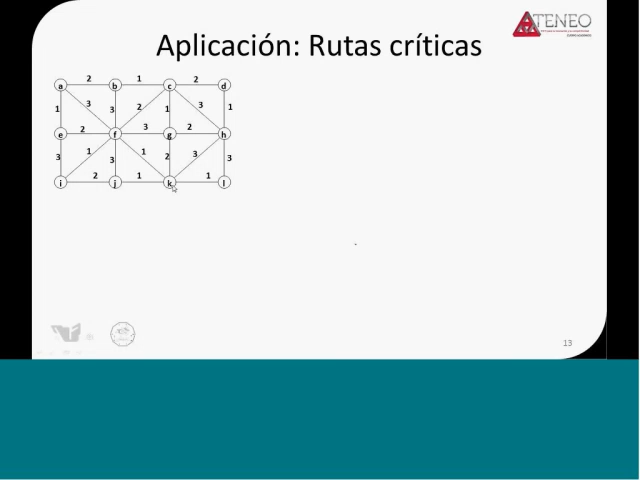 ATENEO
Aplicación: Rutas críticas
2 1 2
a b c d
1 3 3 2 1 3 1
e 2 f 3 g 2 h
3 1 3 1 2 3 3
i 2 j 1 k 1 l
13